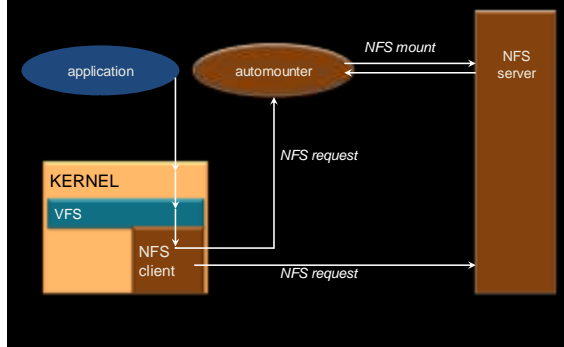 NFS mount
NFS
server
application
automounter
NFS request
KERNEL
VFS
NFS
client
NFS request